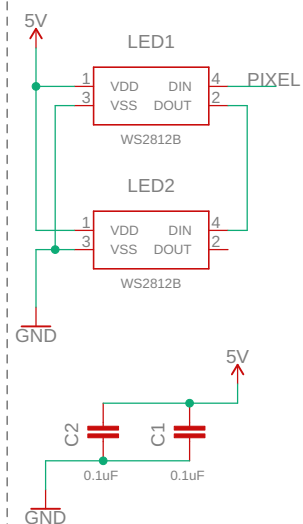 5V
LED1
1 VDD DIN 4 PIXEL
3 VSS DOUT 2
WS2812B
LED2
1 VDD DIN 4
3 VSS DOUT 2
WS2812B
GND
5V
C2 C1
0.1uF 0.1uF
GND